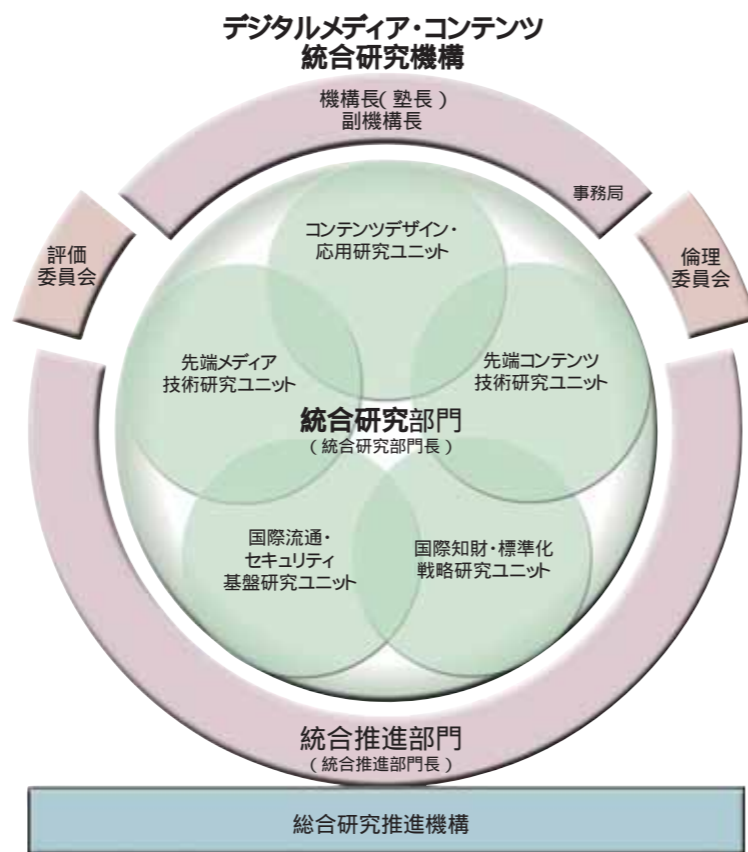 デジタルメディア・コンテンツ
統合研究機構
機構長(塾長)
副機構長
事務局
評価
委員会
倫理
委員会
コンテンツデザイン・
応用研究ユニット
先端メディア
技術研究ユニット
先端コンテンツ
技術研究ユニット
統合研究部門
(統合研究部門長)
国際流通・
セキュリティ
基盤研究ユニット
国際知財・標準化
戦略研究ユニット
統合推進部門
(統合推進部門長)
総合研究推進機構